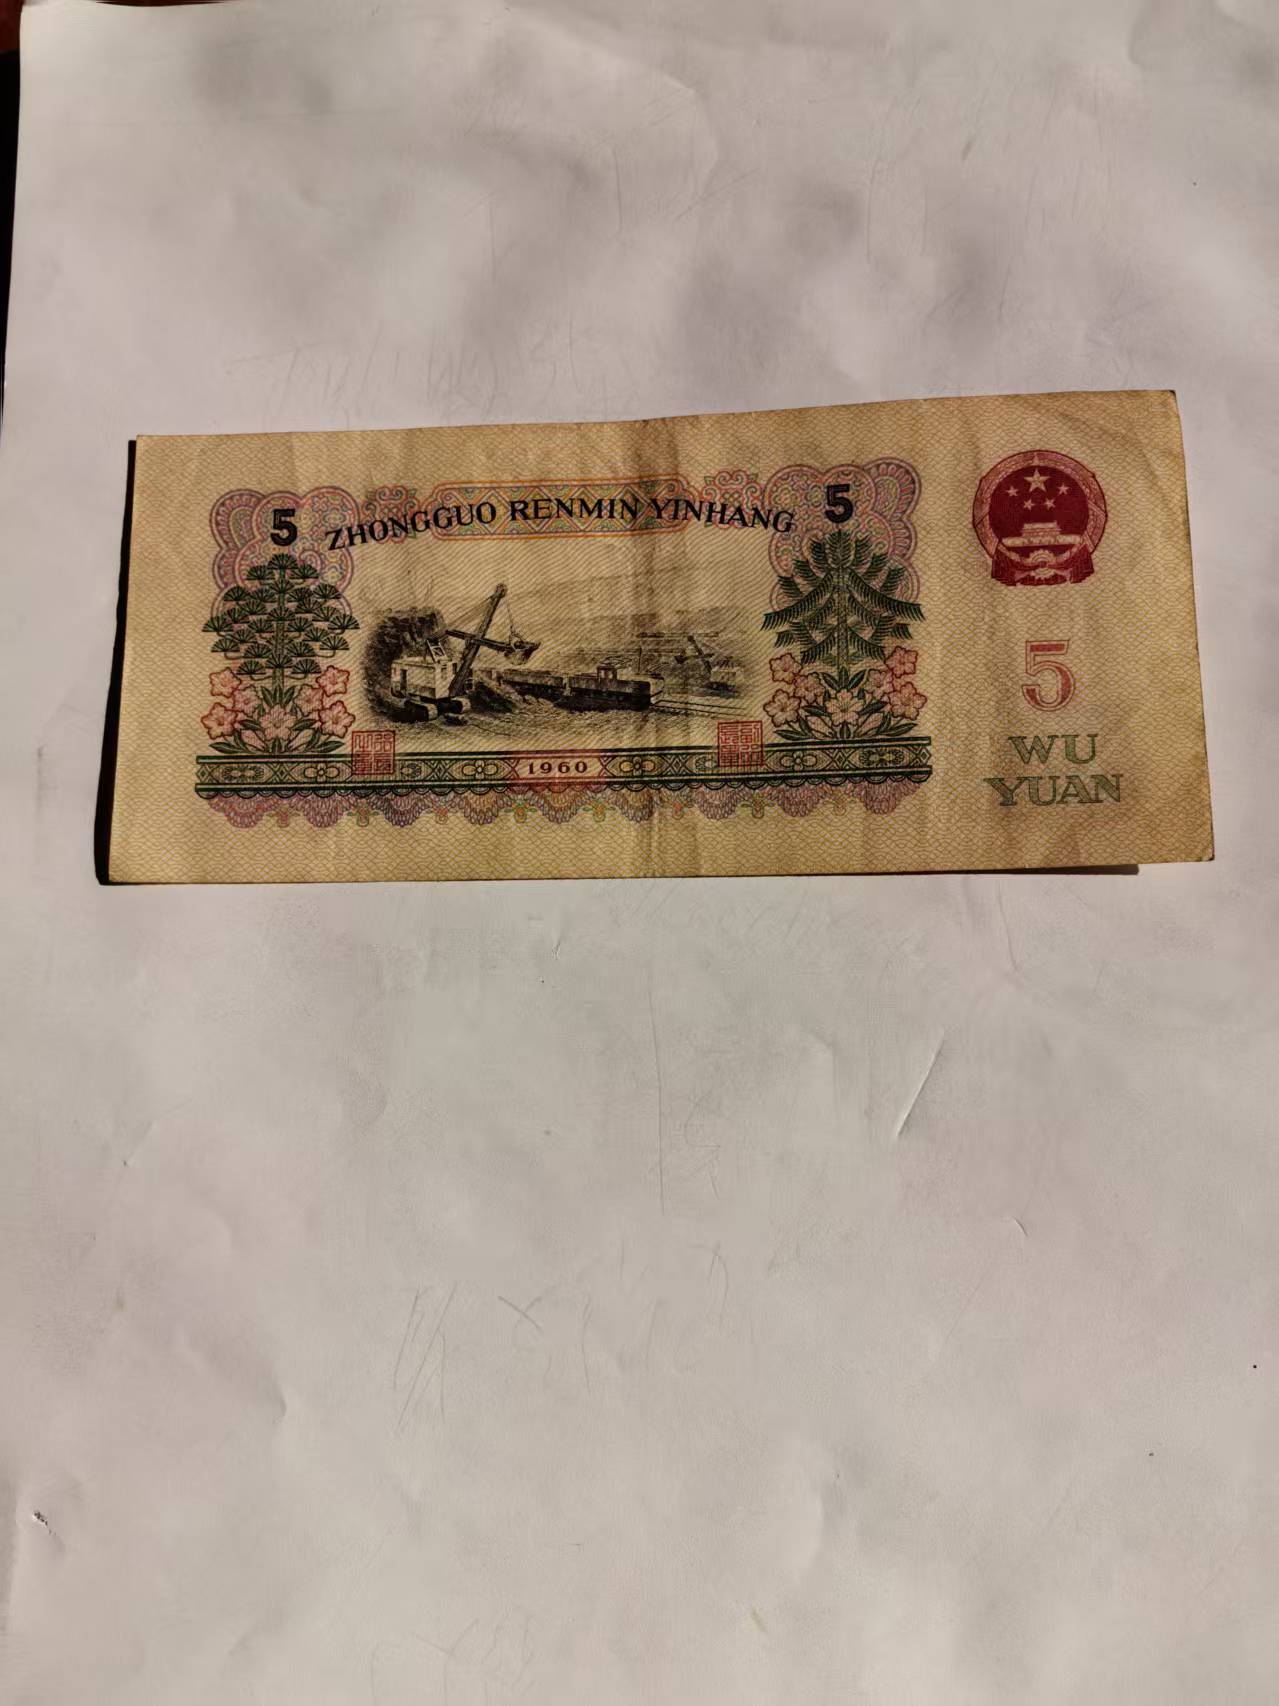 5 ZHONGGUO RENMIN YINHANG 5
5
WU
YUAN
1960